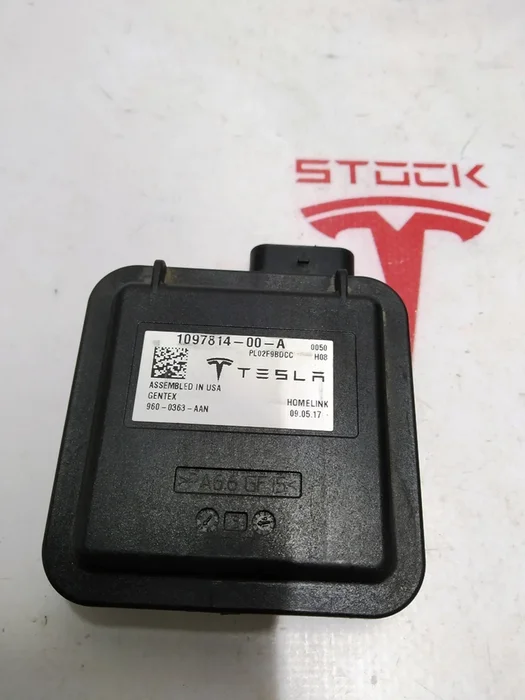 STOCK
1097814-00-A 0050
PL02F9BDCC H08
TESLA
ASSEMBLED IN USA
GENTEX HOMELINK
960-0363-AAN 09.05.17